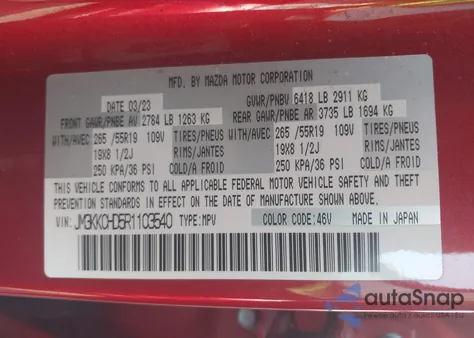 MFD. BY MAZDA MOTOR CORPORATION
DATE 03/23 GVWR/PNBV 6418 LB 2911 KG
FRONT GAWR/PNBE AV 2784 LB 1263 KG REAR GAWR/PNBE AR 3735 LB 1694 KG
WITH/AVEC 265 /55R19 109V TIRES/PNEUS WITH/AVEC 265 /55R19 109V TIRES/PNEUS
19X8 1/2J RIMS/JANTES 19X8 1/2J RIMS/JANTES
250 KPA/36 PSI COLD/A FROID 250 KPA/36 PSI COLD/A FROID
THIS VEHICLE CONFORMS TO ALL APPLICABLE FEDERAL MOTOR VEHICLE SAFETY AND THEFT
PREVENTION STANDARDS IN EFFECT ON THE DATE OF MANUFACTURE SHOWN ABOVE.
VIN: JM3KKCHD5R1103540 TYPE:MPV COLOR CODE:46V MADE IN JAPAN
autoSnap